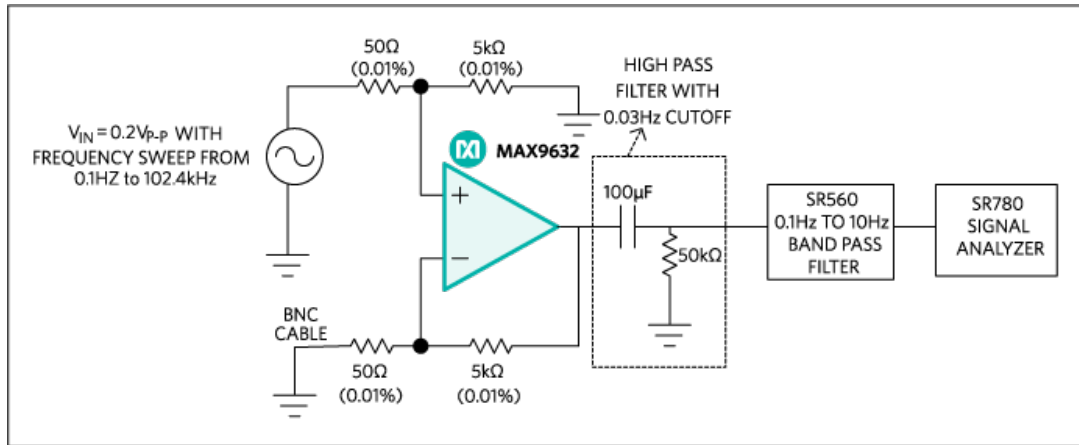 50Ω
(0.01%)
5kΩ
(0.01%)
HIGH PASS
FILTER WITH
0.03Hz CUTOFF
V_IN = 0.2V_P-P WITH
FREQUENCY SWEEP FROM
0.1HZ to 102.4kHz
MAX9632
+
−
100µF
50kΩ
SR560
0.1Hz TO 10Hz
BAND PASS
FILTER
SR780
SIGNAL
ANALYZER
BNC
CABLE
50Ω
(0.01%)
5kΩ
(0.01%)